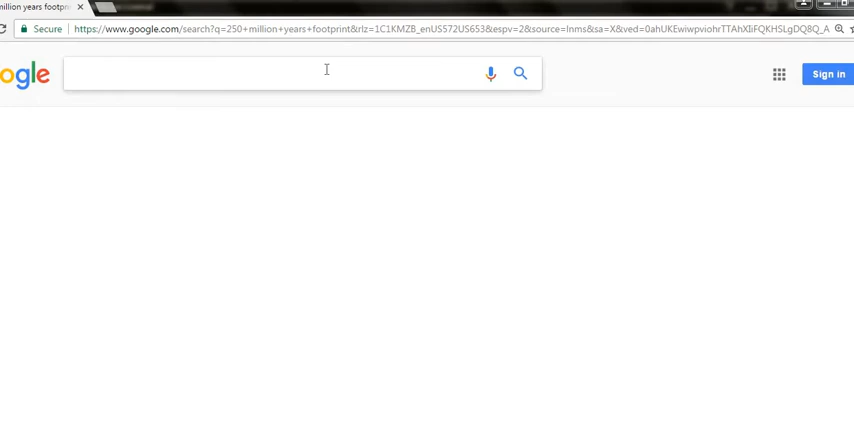 million years footprin
Secure https://www.google.com/search?q=250+million+years+footprint&rlz=1C1KMZB_enUS572US653&espv=2&source=lnms&sa=X&ved=0ahUKEwiwpviohrTTAhXIiFQKHSLgDQ8Q_A
ogle
Sign in